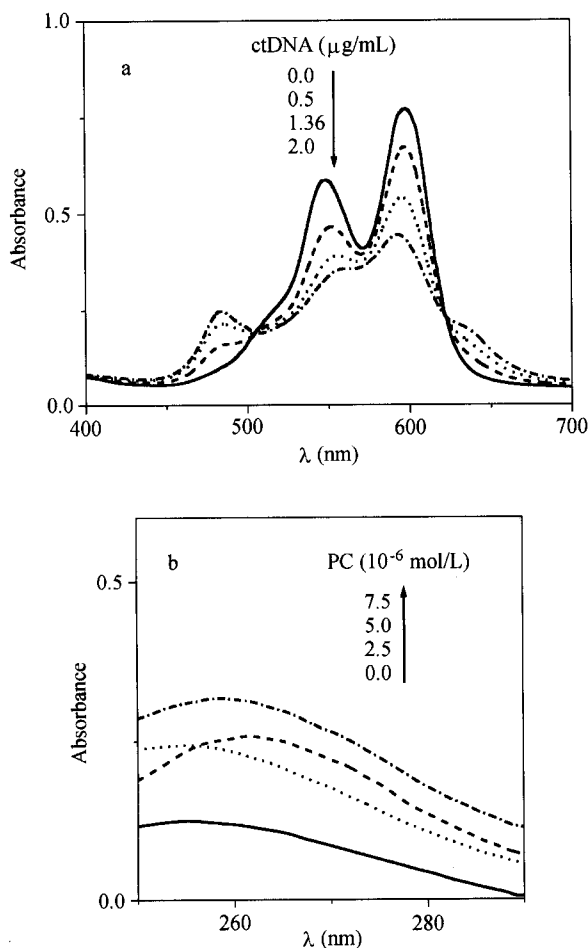 a
ctDNA (μg/mL)
0.0
0.5
1.36
2.0
1.0
0.5
0.0
Absorbance
400
500
600
700
λ (nm)
b
PC (10⁻⁶ mol/L)
7.5
5.0
2.5
0.0
0.5
0.0
Absorbance
260
280
λ (nm)